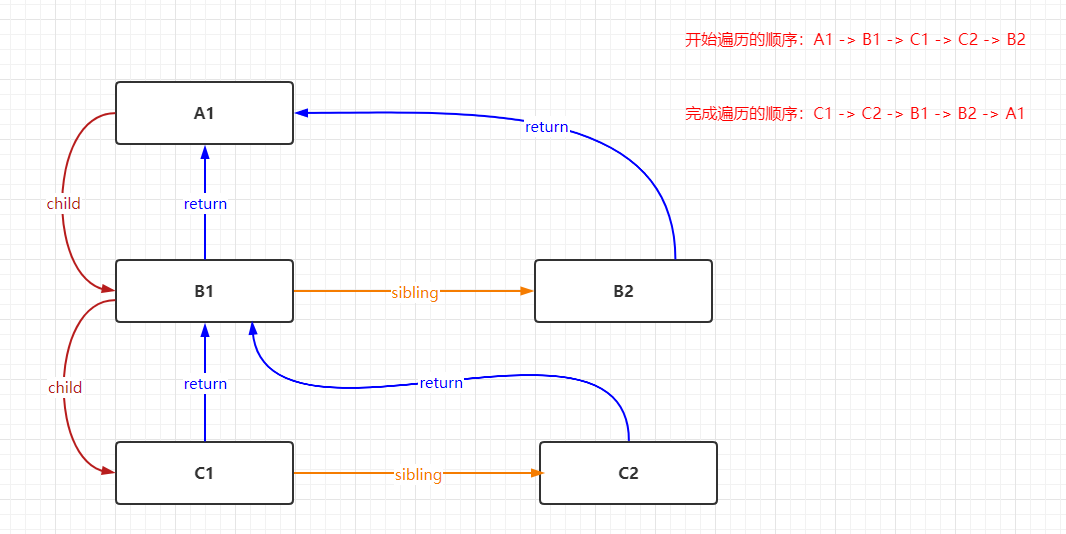 开始遍历的顺序：A1 -> B1 -> C1 -> C2 -> B2
A1
完成遍历的顺序：C1 -> C2 -> B1 -> B2 -> A1
return
child
return
B1
sibling
B2
child
return
return
C1
sibling
C2